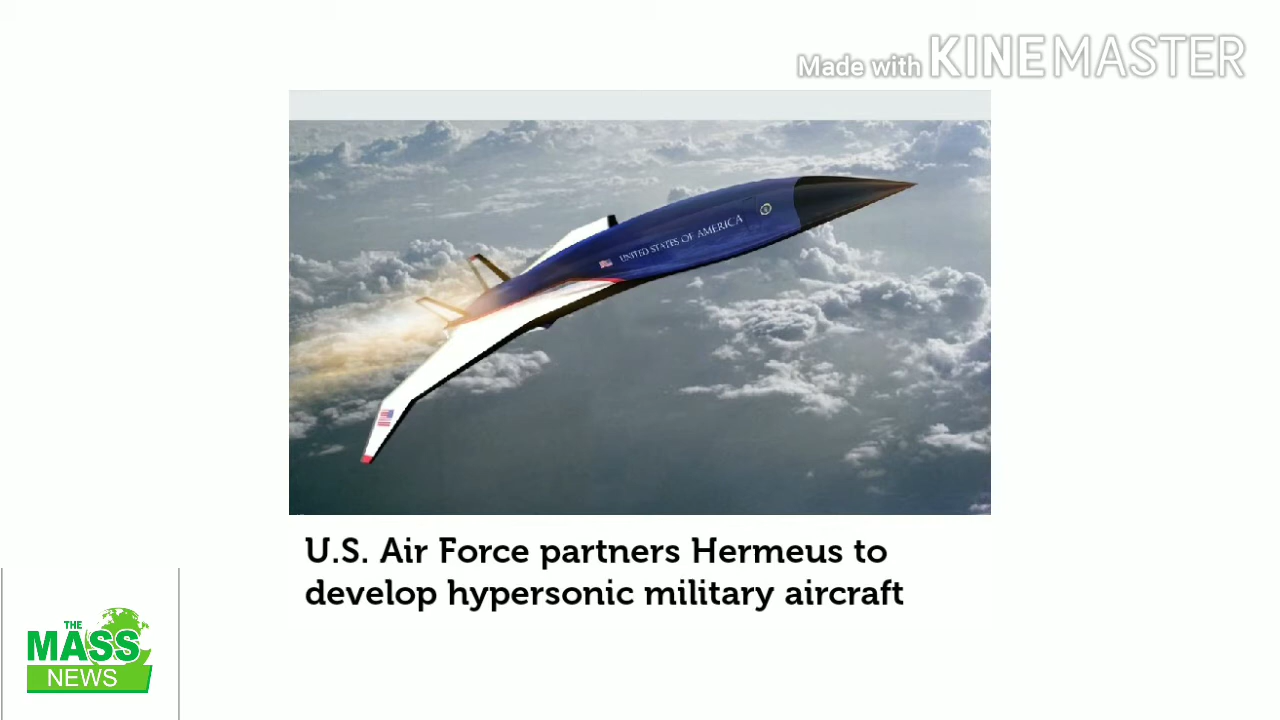 Made with KINEMASTER
UNITED STATES OF AMERICA
U.S. Air Force partners Hermeus to
develop hypersonic military aircraft
THE
MASS
NEWS